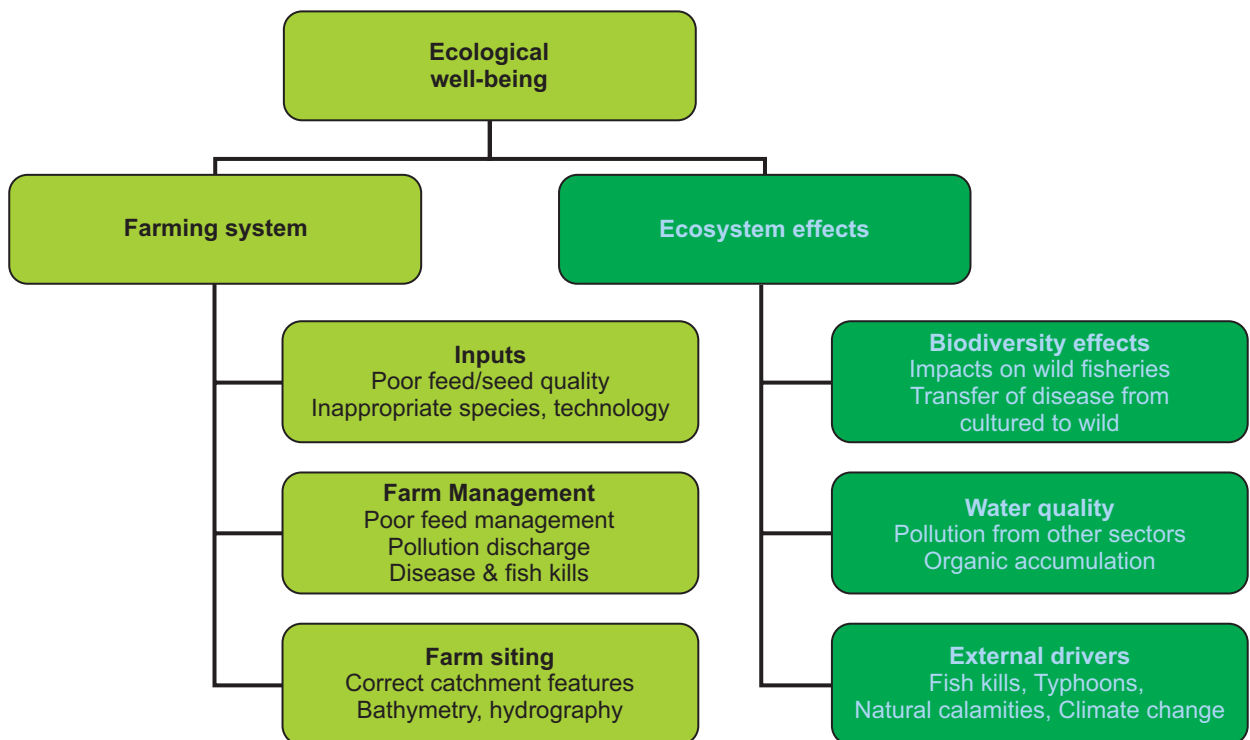 Ecological
well-being
Farming system
Ecosystem effects
Inputs
Poor feed/seed quality
Inappropriate species, technology
Farm Management
Poor feed management
Pollution discharge
Disease & fish kills
Farm siting
Correct catchment features
Bathymetry, hydrography
Biodiversity effects
Impacts on wild fisheries
Transfer of disease from
cultured to wild
Water quality
Pollution from other sectors
Organic accumulation
External drivers
Fish kills, Typhoons,
Natural calamities, Climate change